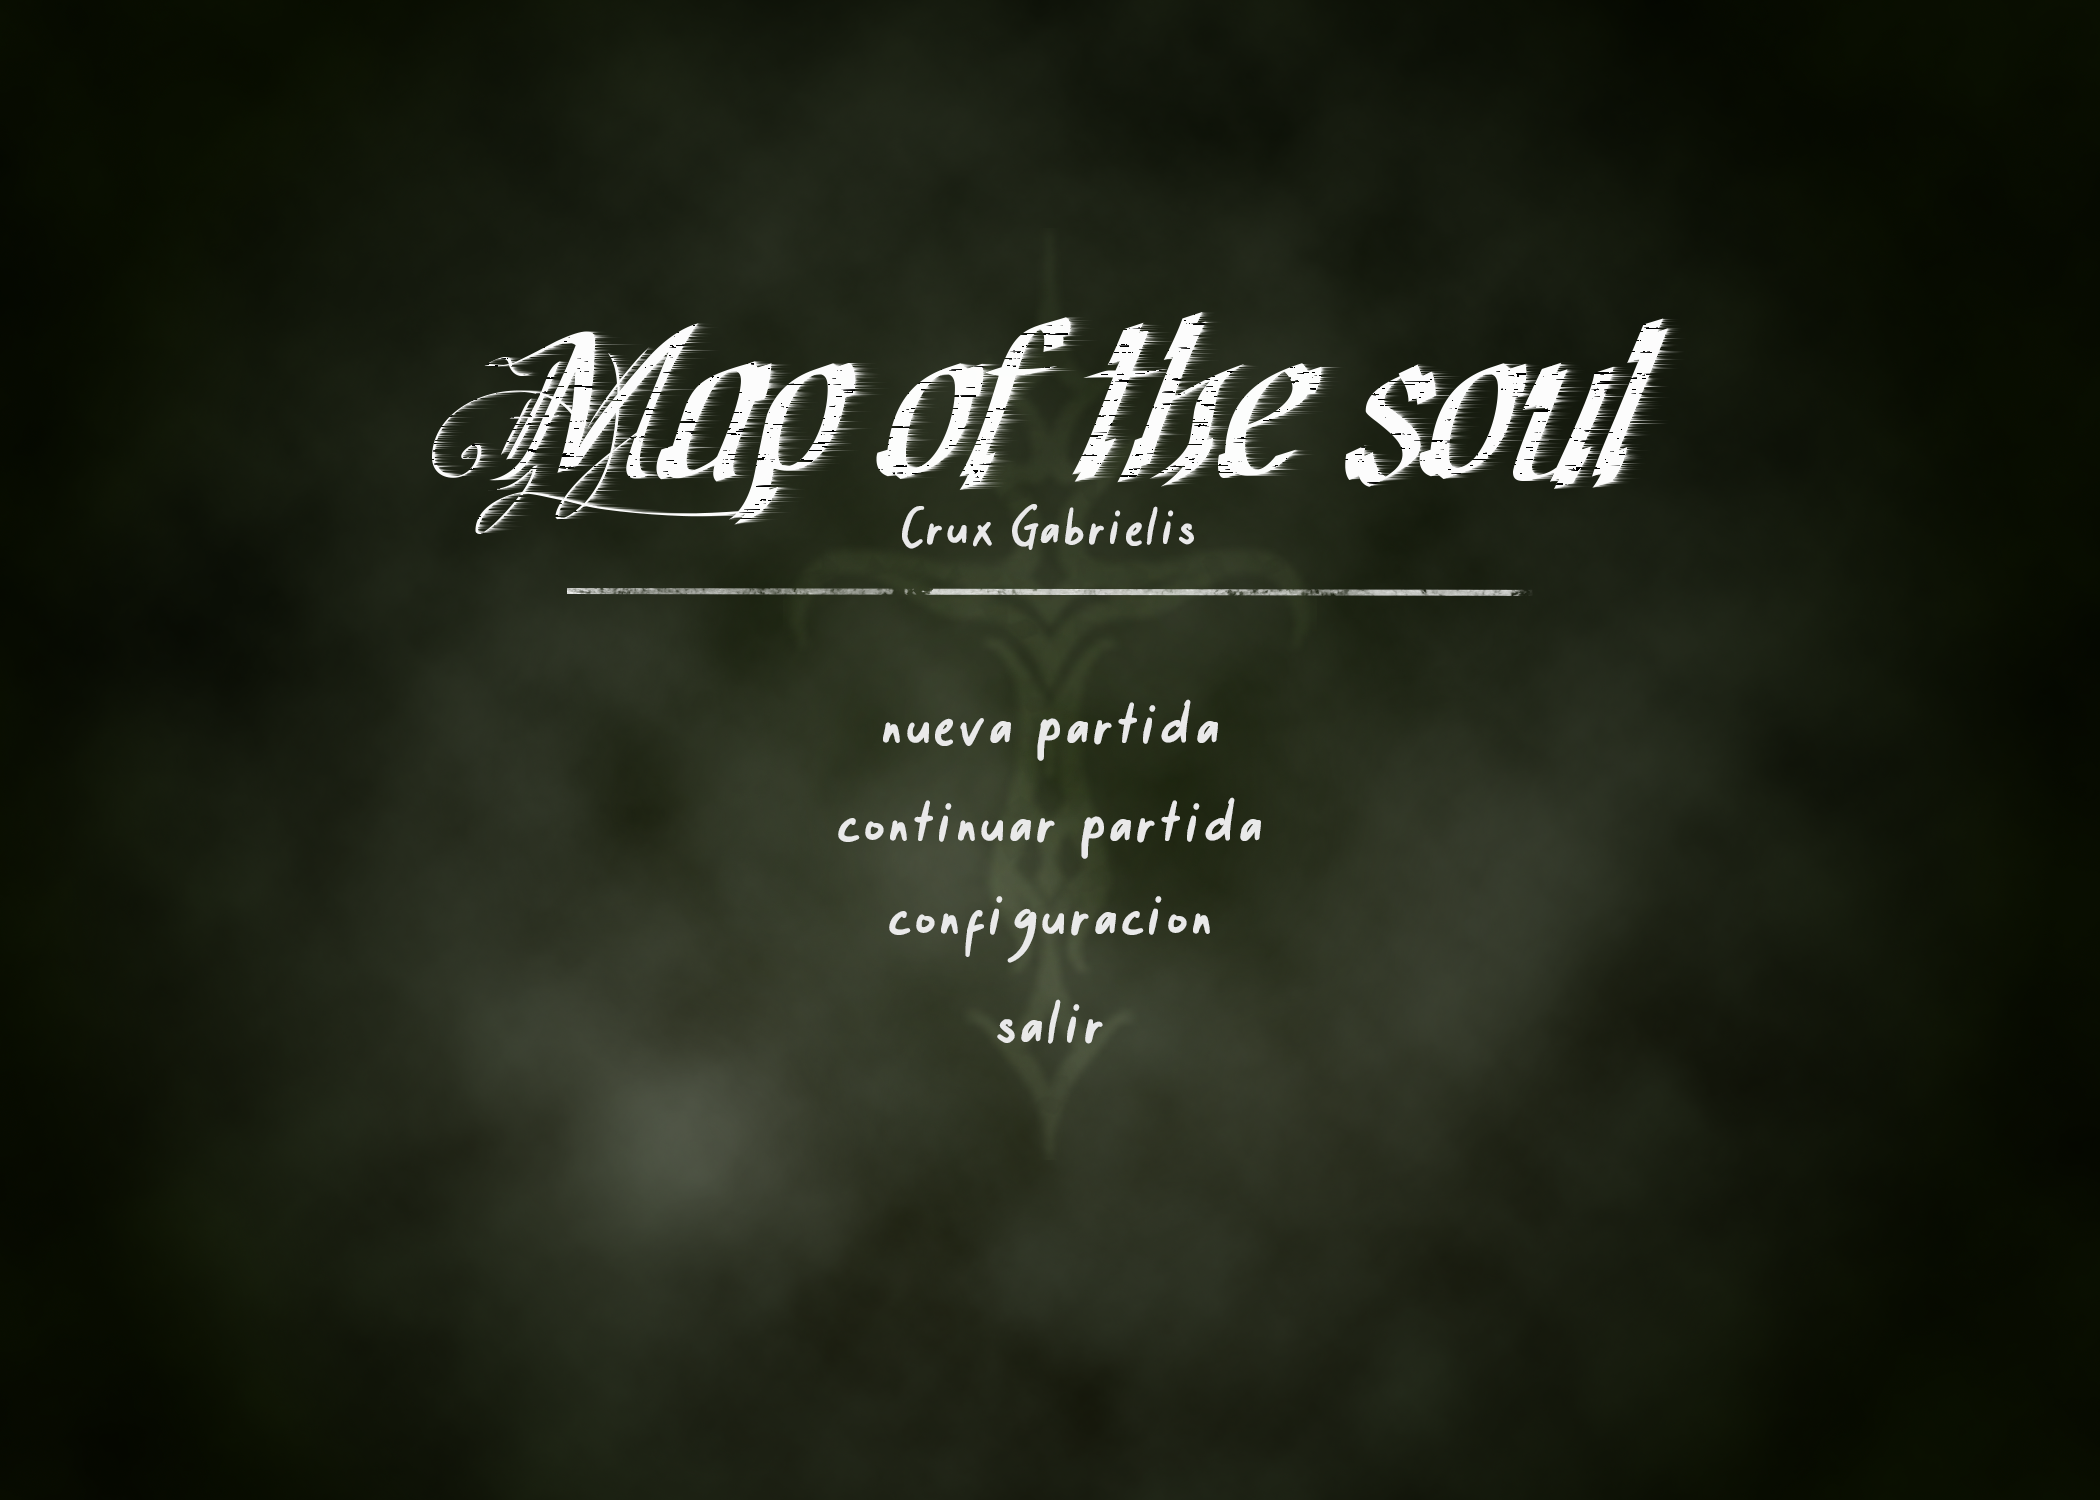 Map of the soul
Crux Gabrielis
nueva partida
continuar partida
configuracion
salir